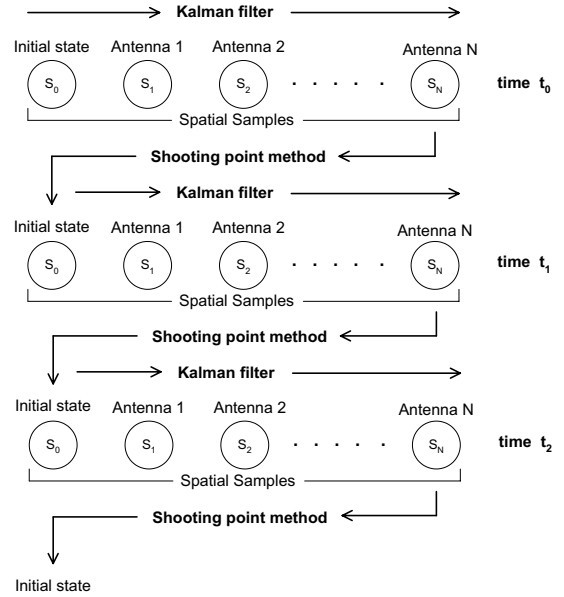 Kalman filter
Initial state Antenna 1 Antenna 2 Antenna N
S0 S1 S2 . . . . . SN time t0
Spatial Samples
Shooting point method
Kalman filter
Initial state Antenna 1 Antenna 2 Antenna N
S0 S1 S2 . . . . . SN time t1
Spatial Samples
Shooting point method
Kalman filter
Initial state Antenna 1 Antenna 2 Antenna N
S0 S1 S2 . . . . . SN time t2
Spatial Samples
Shooting point method
Initial state